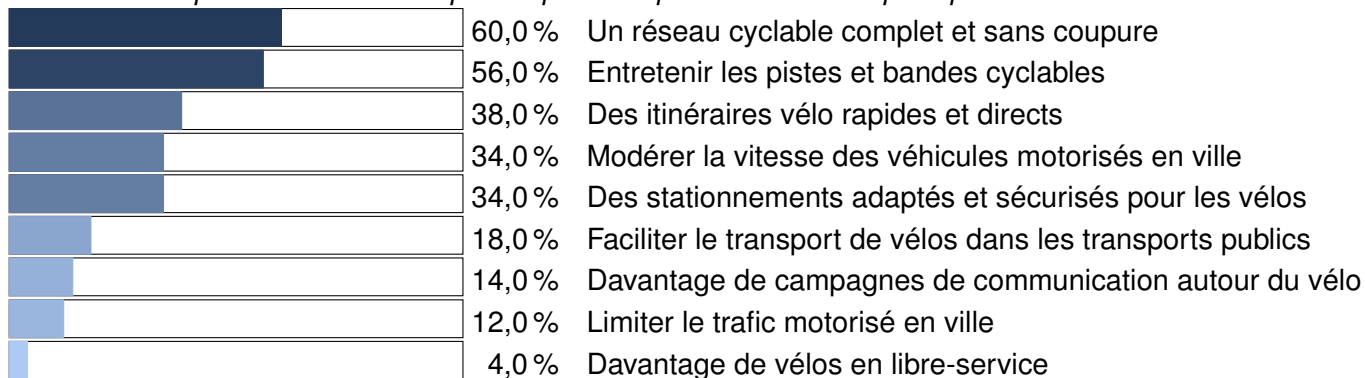 60,0 % Un réseau cyclable complet et sans coupure
56,0 % Entretenir les pistes et bandes cyclables
38,0 % Des itinéraires vélo rapides et directs
34,0 % Modérer la vitesse des véhicules motorisés en ville
34,0 % Des stationnements adaptés et sécurisés pour les vélos
18,0 % Faciliter le transport de vélos dans les transports publics
14,0 % Davantage de campagnes de communication autour du vélo
12,0 % Limiter le trafic motorisé en ville
4,0 % Davantage de vélos en libre-service